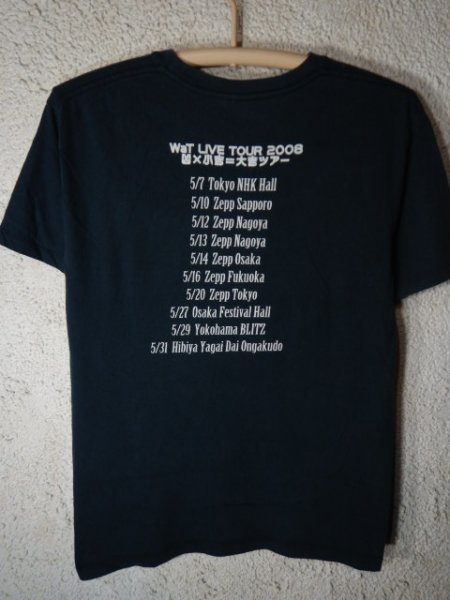 WaT LIVE TOUR 2008
凶×小吉=大吉ツアー
5/7 Tokyo NHK Hall
5/10 Zepp Sapporo
5/12 Zepp Nagoya
5/13 Zepp Nagoya
5/14 Zepp Osaka
5/16 Zepp Fukuoka
5/20 Zepp Tokyo
5/27 Osaka Festival Hall
5/29 Yokohama BLITZ
5/31 Hibiya Yagai Dai Ongakudo